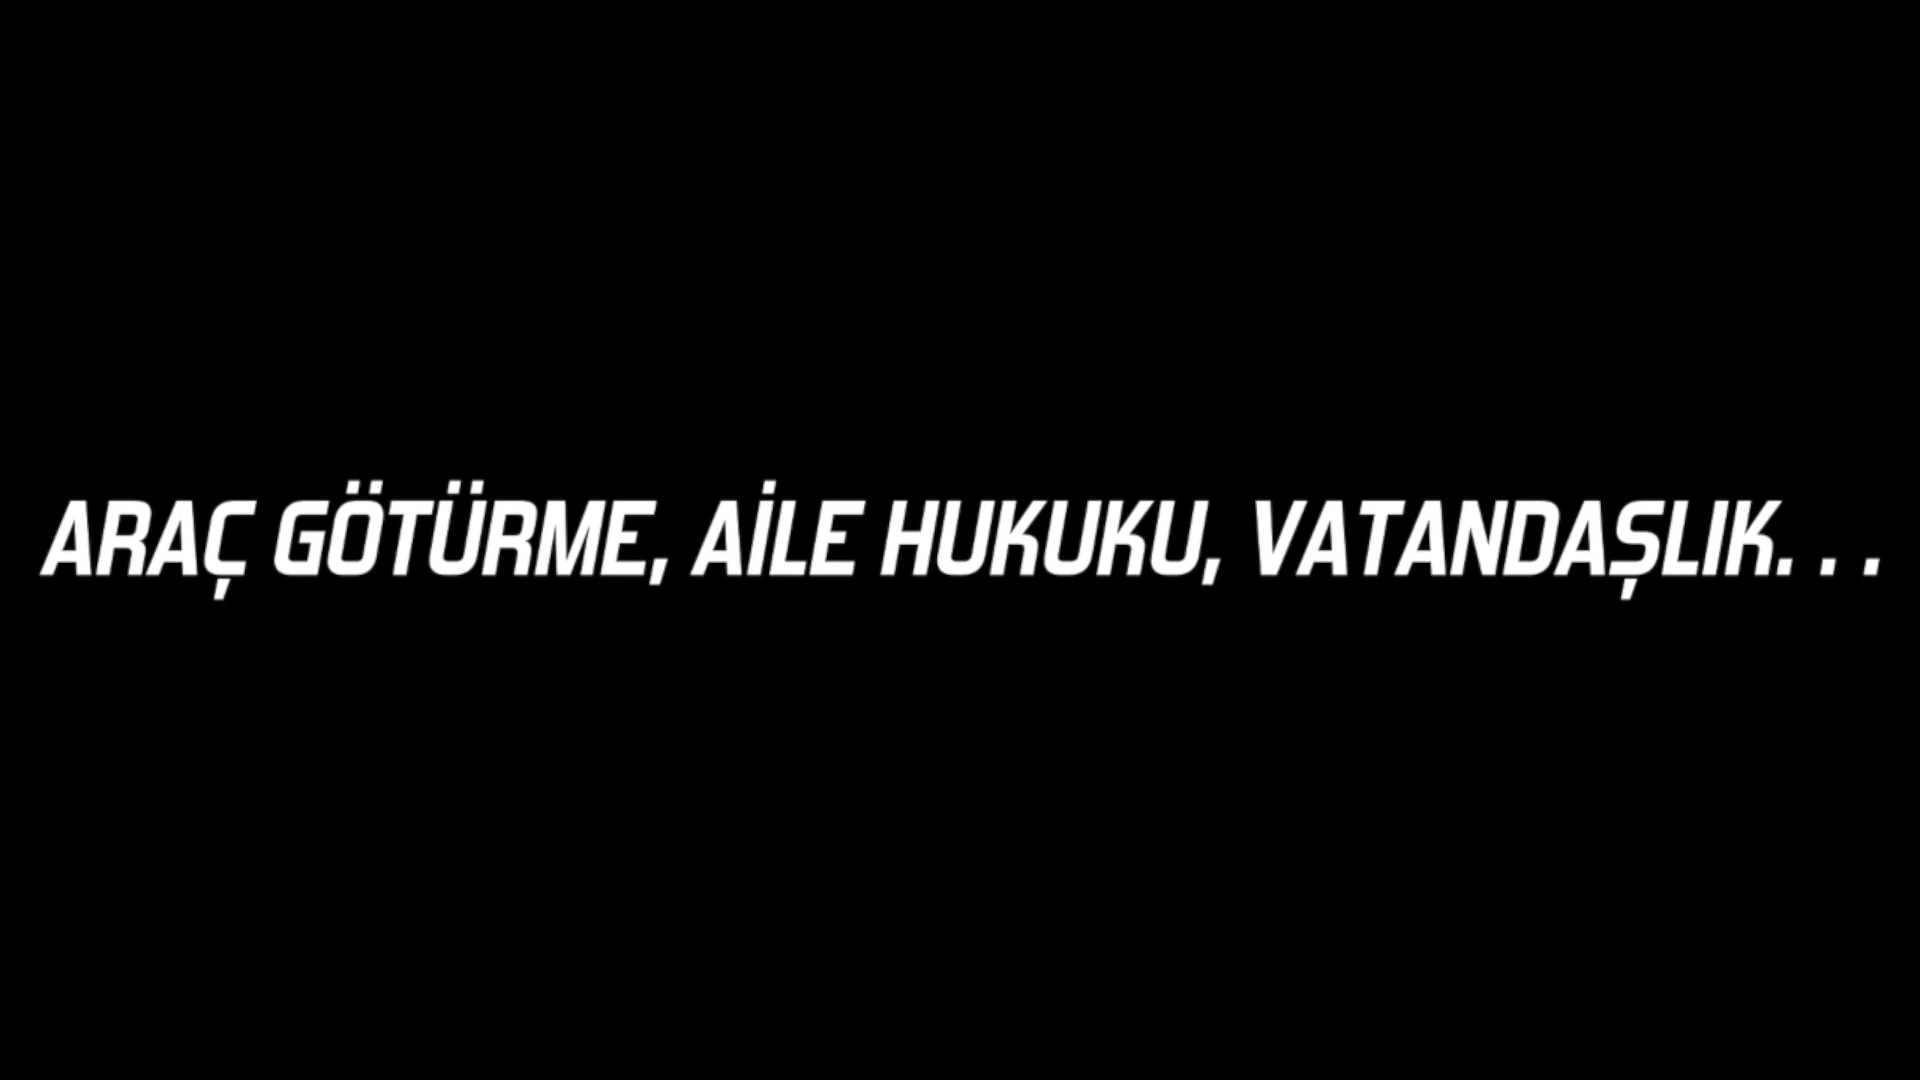 ARAÇ GÖTÜRME, AİLE HUKUKU, VATANDAŞLIK. . .